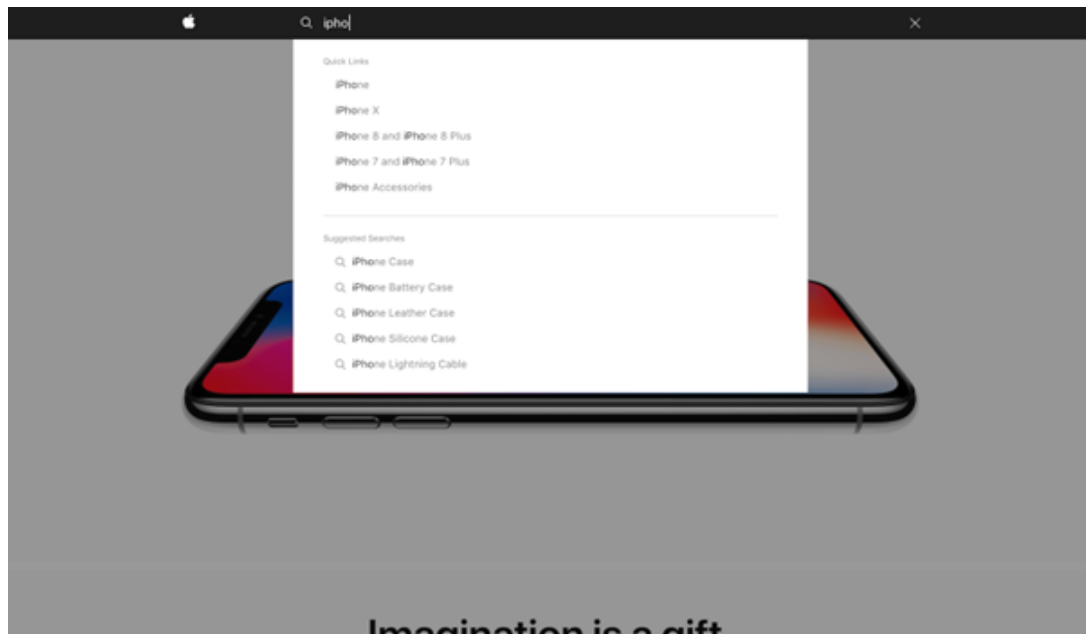 ipho
Quick Links
iPhone
iPhone X
iPhone 8 and iPhone 8 Plus
iPhone 7 and iPhone 7 Plus
iPhone Accessories
Suggested Searches
iPhone Case
iPhone Battery Case
iPhone Leather Case
iPhone Silicone Case
iPhone Lightning Cable
Imagination is a gift